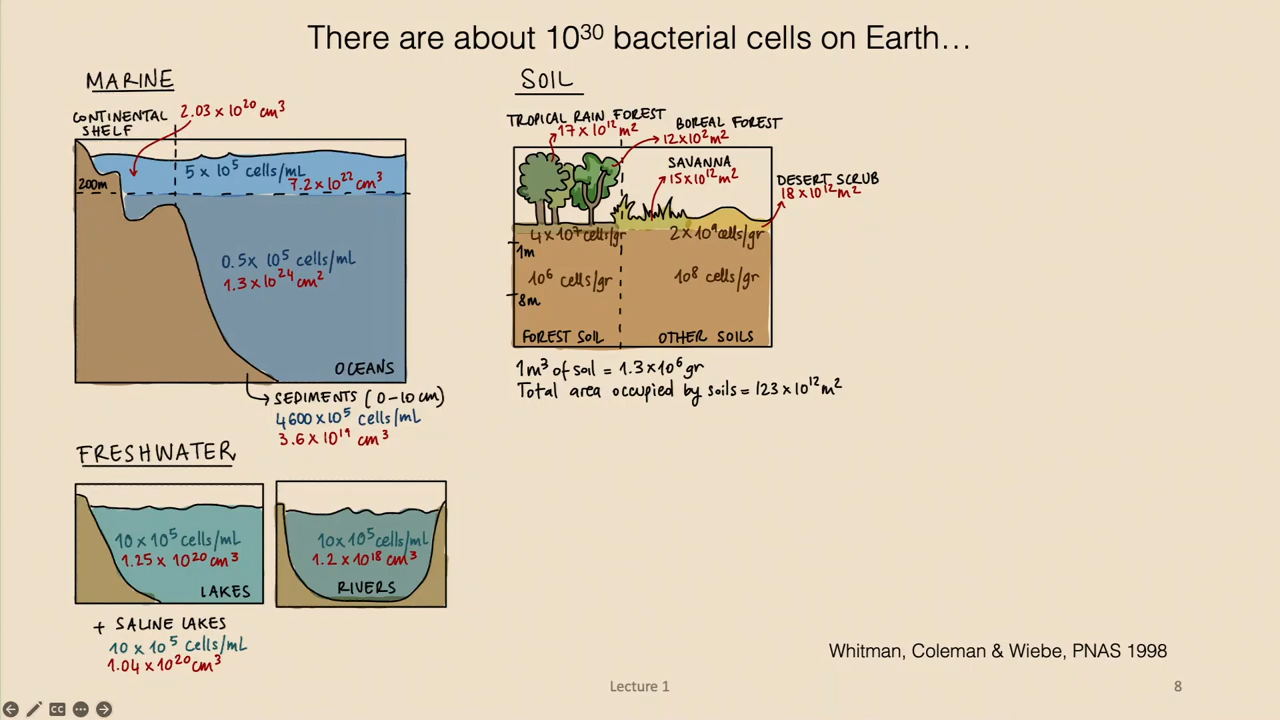 There are about 10³⁰ bacterial cells on Earth…
MARINE
CONTINENTAL
SHELF
2.03 x 10²⁰ cm³
200m
5 x 10⁵ cells/mL
7.2 x 10²² cm³
0.5x 10⁵ cells/mL
1.3 x 10²⁴ cm²
OCEANS
SEDIMENTS (0-10 cm)
4600 x 10⁵ cells/mL
3.6 x 10¹⁹ cm³
FRESHWATER
10 x 10⁵ cells/mL
1.25 x 10²⁰ cm³
LAKES
10x 10⁵ cells/mL
1.2 x 10¹⁸ cm³
RIVERS
+ SALINE LAKES
10 x 10⁵ cells/mL
1.04 x 10²⁰ cm³
SOIL
TROPICAL RAIN FOREST
17 x 10¹² m²
BOREAL FOREST
12 x 10² m²
SAVANNA
15 x 10¹² m²
DESERT SCRUB
18 x 10¹² m²
4 x 10⁷ cells/gr
2 x 10⁹ cells/gr
1m
10⁶ cells/gr
10⁸ cells/gr
8m
FOREST SOIL
OTHER SOILS
1m³ of soil = 1.3 x 10⁶ gr
Total area occupied by soils = 123 x 10¹² m²
Whitman, Coleman & Wiebe, PNAS 1998
Lecture 1
8
CC